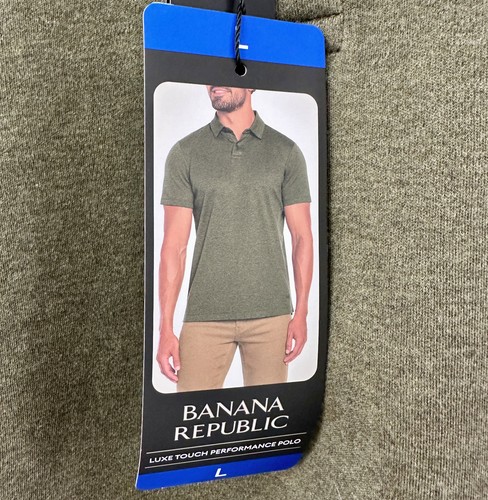 L
BANANA
REPUBLIC
LUXE TOUCH PERFORMANCE POLO
L